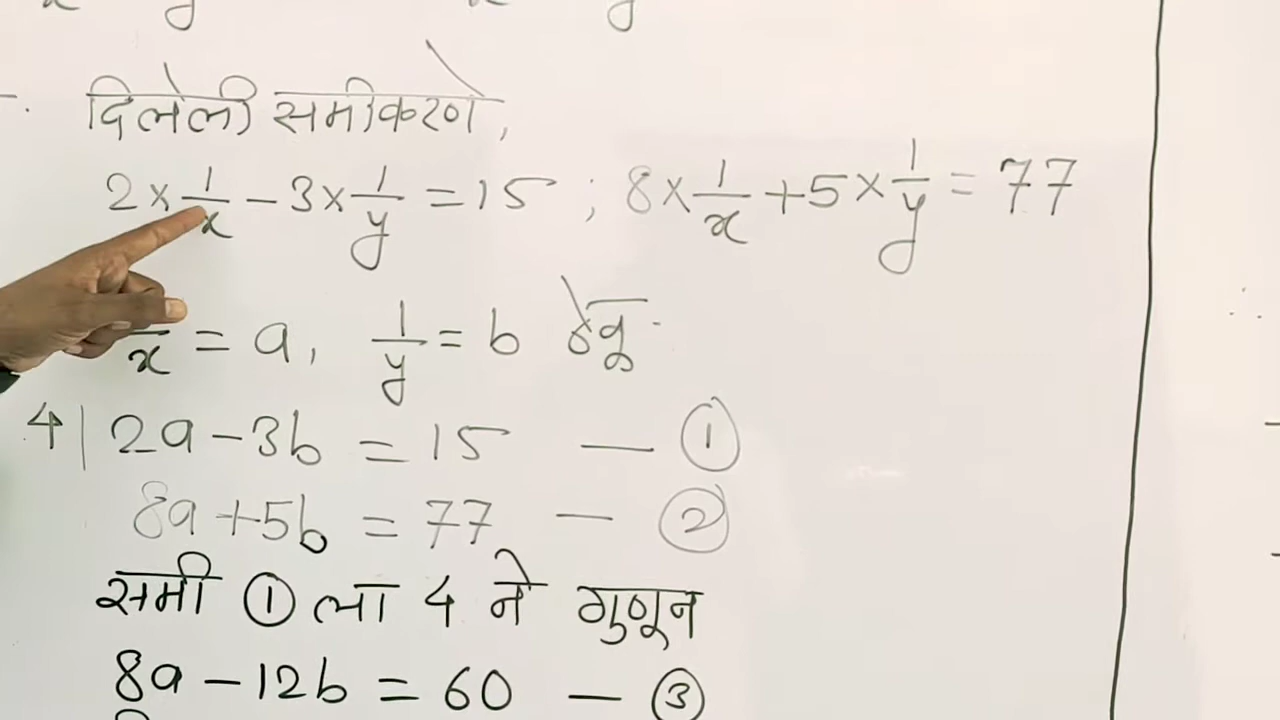 दिलेली समीकरणे,
2 × 1/x - 3 × 1/y = 15 ; 8 × 1/x + 5 × 1/y = 77
x = a, 1/y = b ठेवू.
4| 2a - 3b = 15 — ①
8a + 5b = 77 — ②
समी ① ला 4 ने गुणून
8a - 12b = 60 — ③